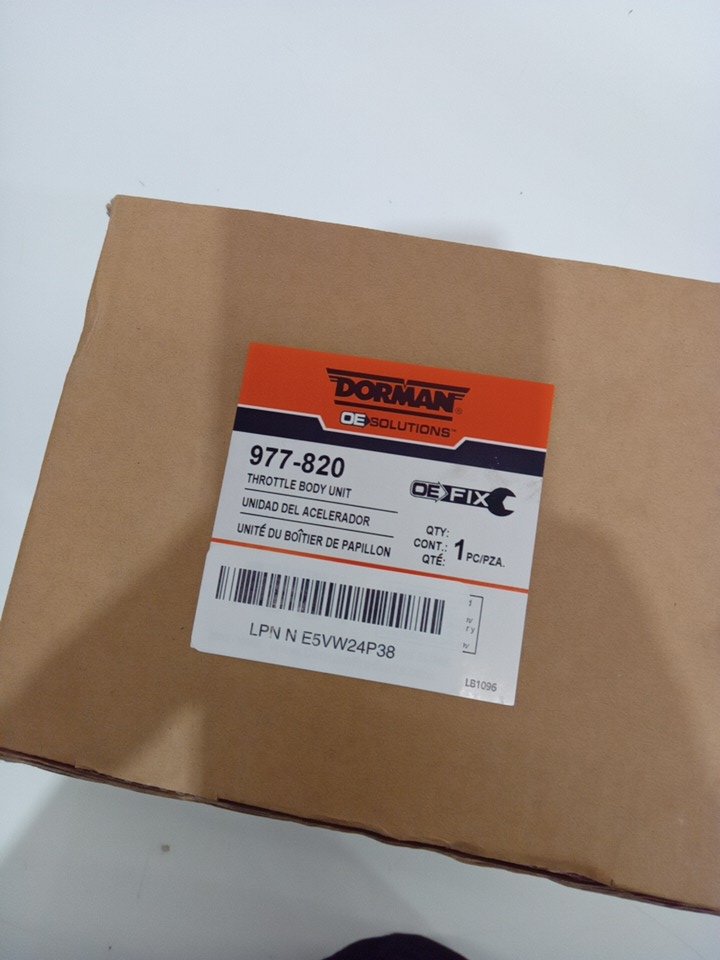 DORMAN®
OE SOLUTIONS™
977-820
THROTTLE BODY UNIT
UNIDAD DEL ACELERADOR
UNITÉ DU BOÎTIER DE PAPILLON
OE FIX
QTY:
CONT.: 1 PC/PZA.
QTÉ:
LPN N E5VW24P38
LB1096